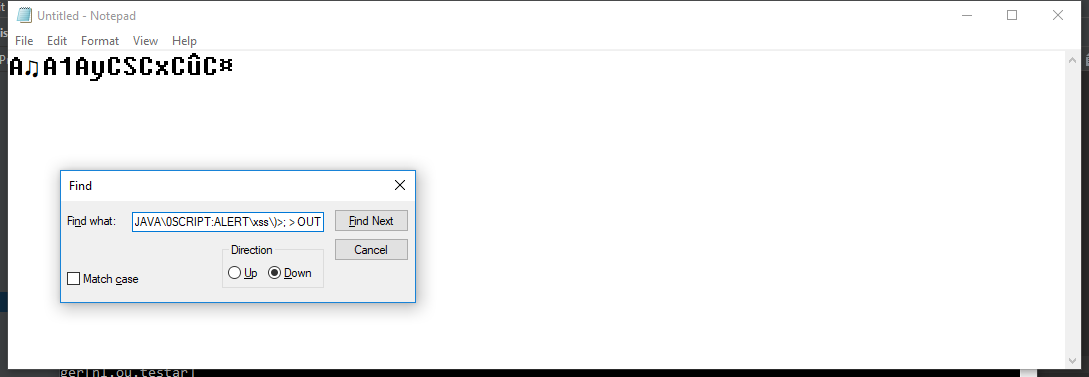 Untitled - Notepad
File Edit Format View Help
A♫A1AyCSCxCûC¤
Find
Find what: JAVA\0SCRIPT:ALERT\xss\)>; > OUT Find Next
Direction Cancel
Up Down
Match case
ger[nl.ou.testar]